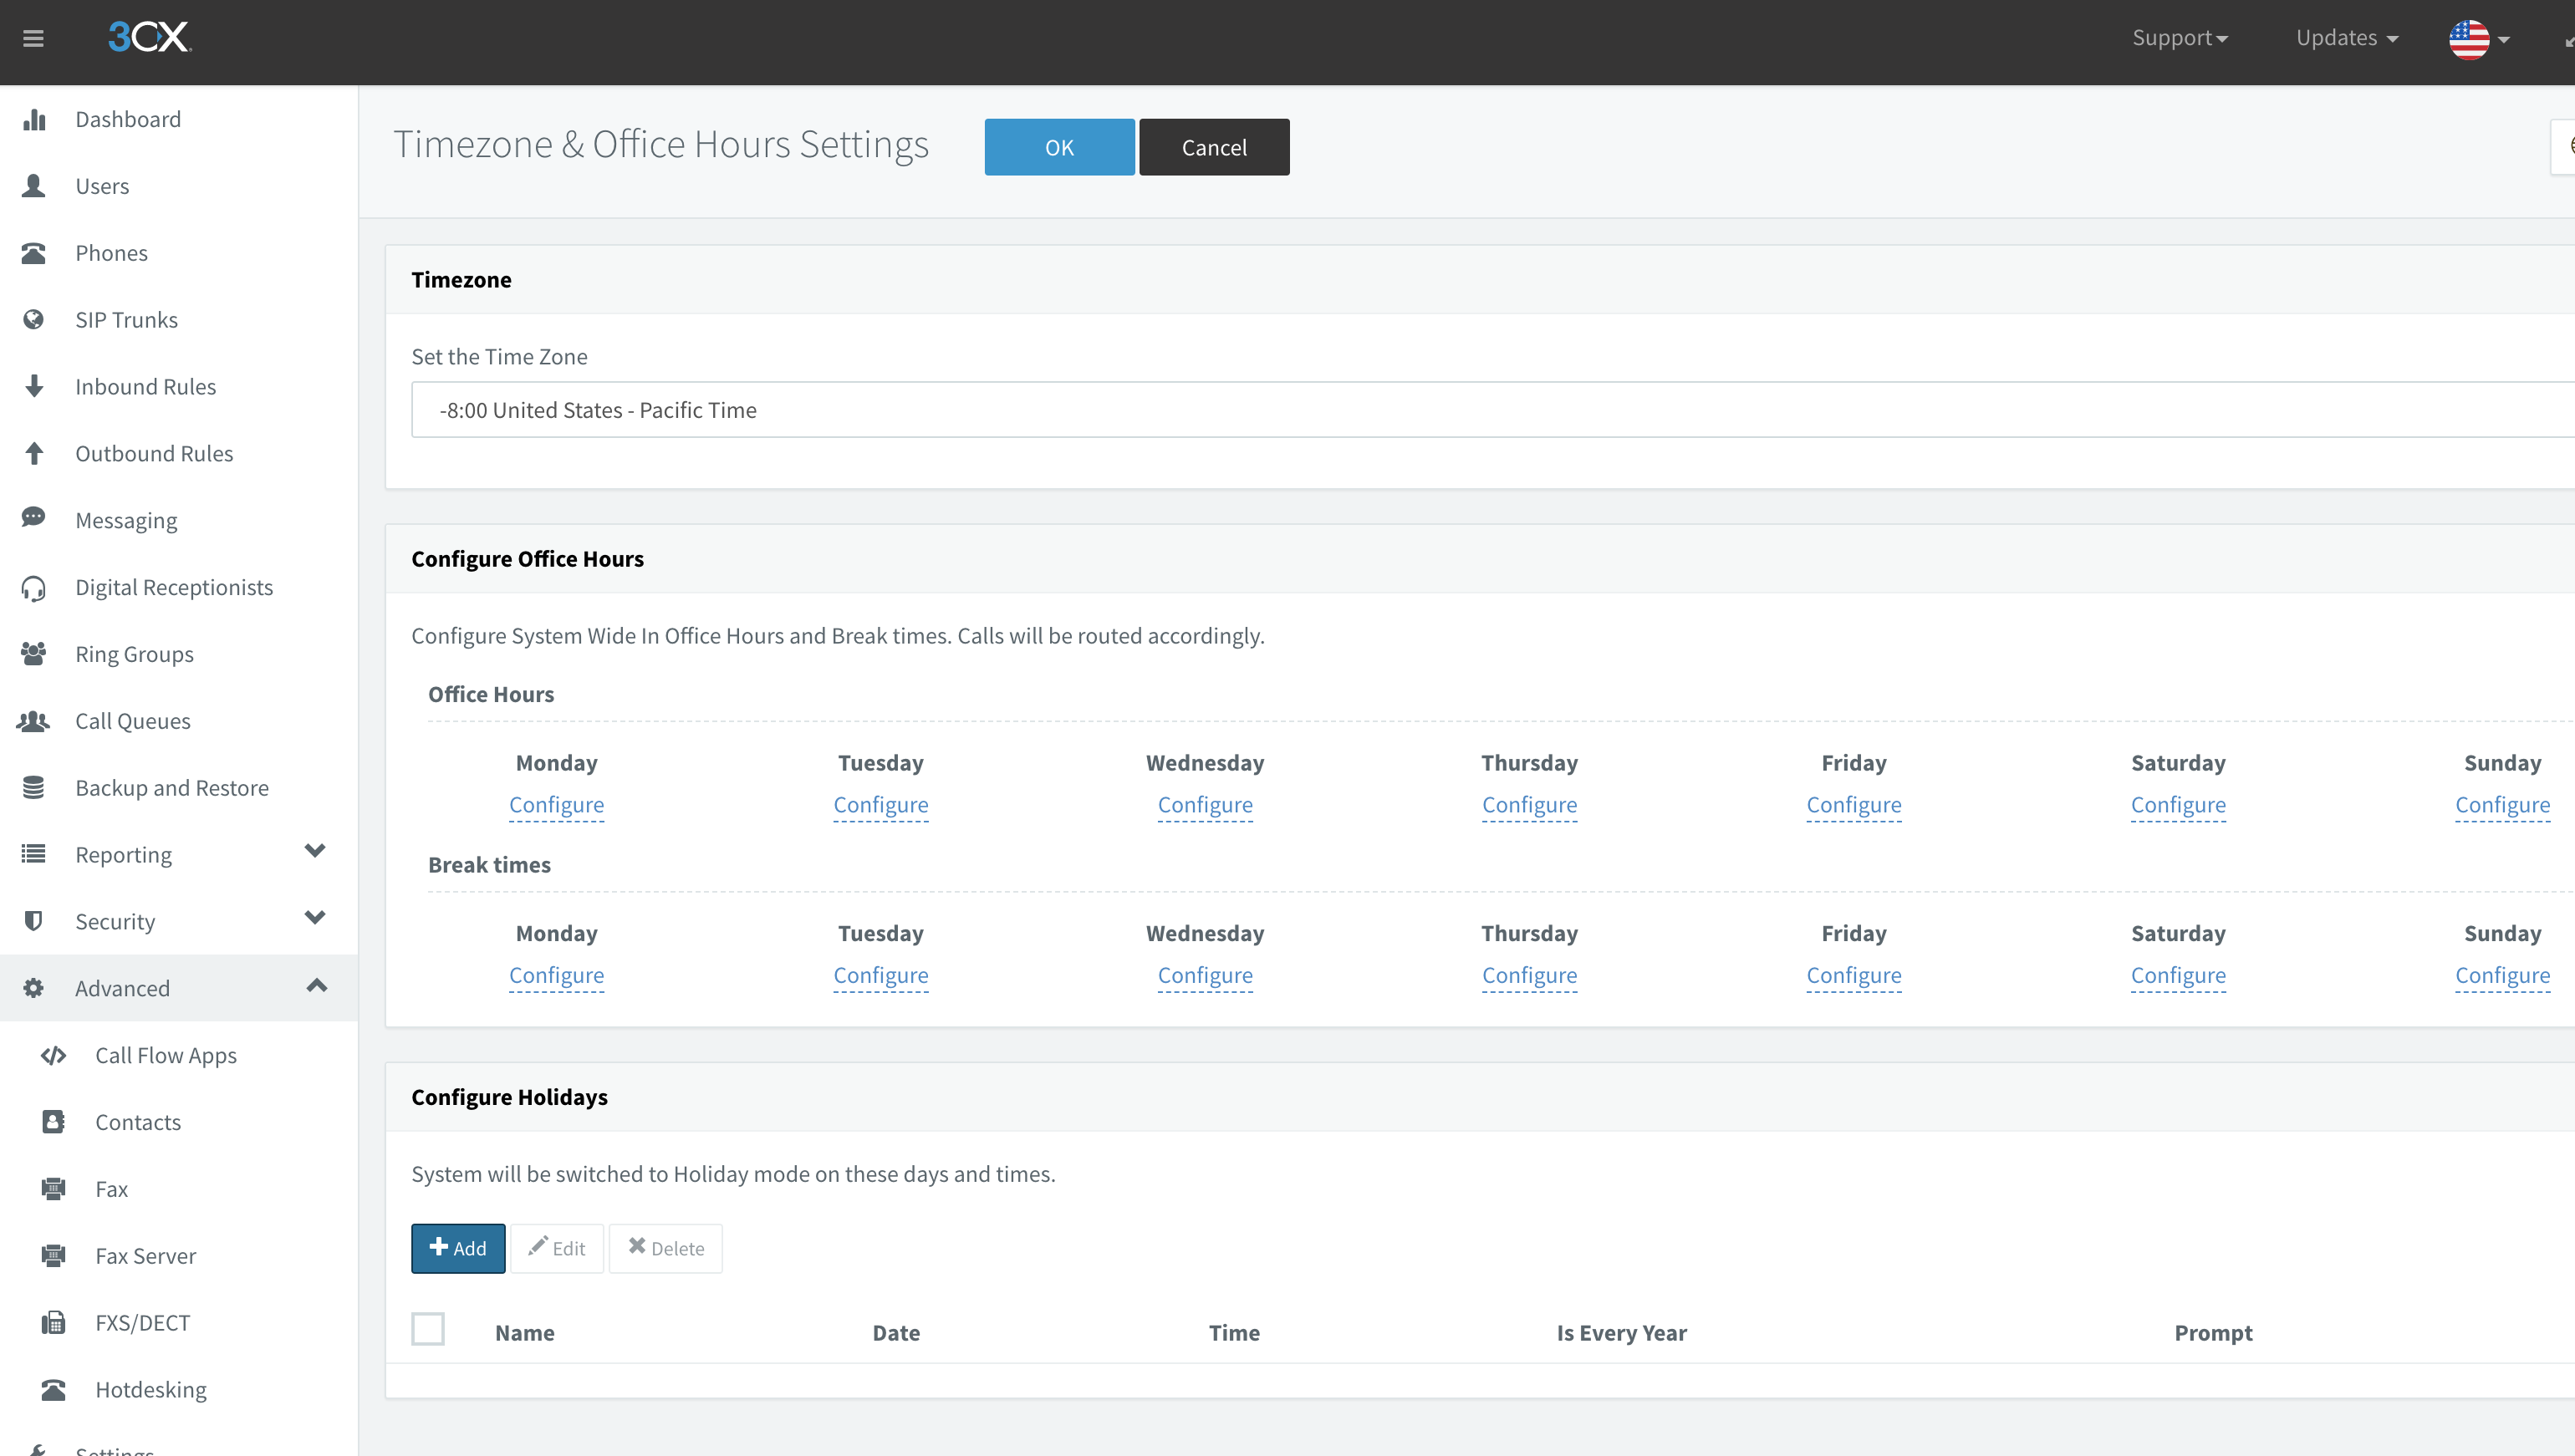 3CX
Support
Updates
Dashboard
Users
Phones
SIP Trunks
Inbound Rules
Outbound Rules
Messaging
Digital Receptionists
Ring Groups
Call Queues
Backup and Restore
Reporting
Security
Advanced
Call Flow Apps
Contacts
Fax
Fax Server
FXS/DECT
Hotdesking
Settings
Timezone & Office Hours Settings
OK
Cancel
Timezone
Set the Time Zone
-8:00 United States - Pacific Time
Configure Office Hours
Configure System Wide In Office Hours and Break times. Calls will be routed accordingly.
Office Hours
Monday Tuesday Wednesday Thursday Friday Saturday Sunday
Configure Configure Configure Configure Configure Configure Configure
Break times
Monday Tuesday Wednesday Thursday Friday Saturday Sunday
Configure Configure Configure Configure Configure Configure Configure
Configure Holidays
System will be switched to Holiday mode on these days and times.
Add Edit Delete
Name Date Time Is Every Year Prompt